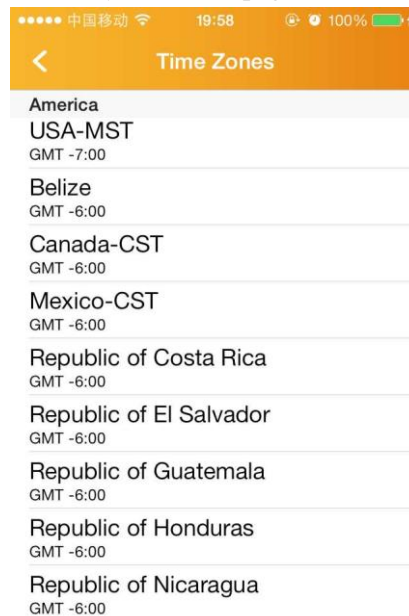 中国移动 19:58 100%
Time Zones
America
USA-MST
GMT -7:00
Belize
GMT -6:00
Canada-CST
GMT -6:00
Mexico-CST
GMT -6:00
Republic of Costa Rica
GMT -6:00
Republic of El Salvador
GMT -6:00
Republic of Guatemala
GMT -6:00
Republic of Honduras
GMT -6:00
Republic of Nicaragua
GMT -6:00